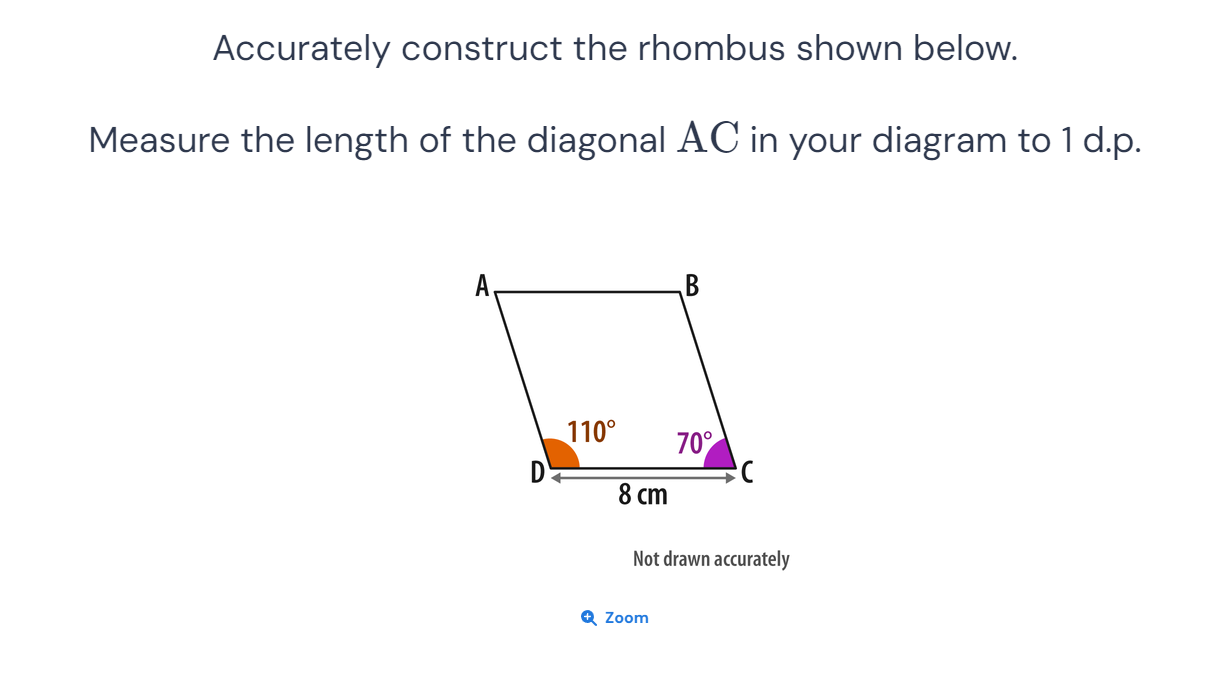 Accurately construct the rhombus shown below.
Measure the length of the diagonal AC in your diagram to 1 d.p.
A
B
110°
70°
D
C
8 cm
Not drawn accurately
Zoom